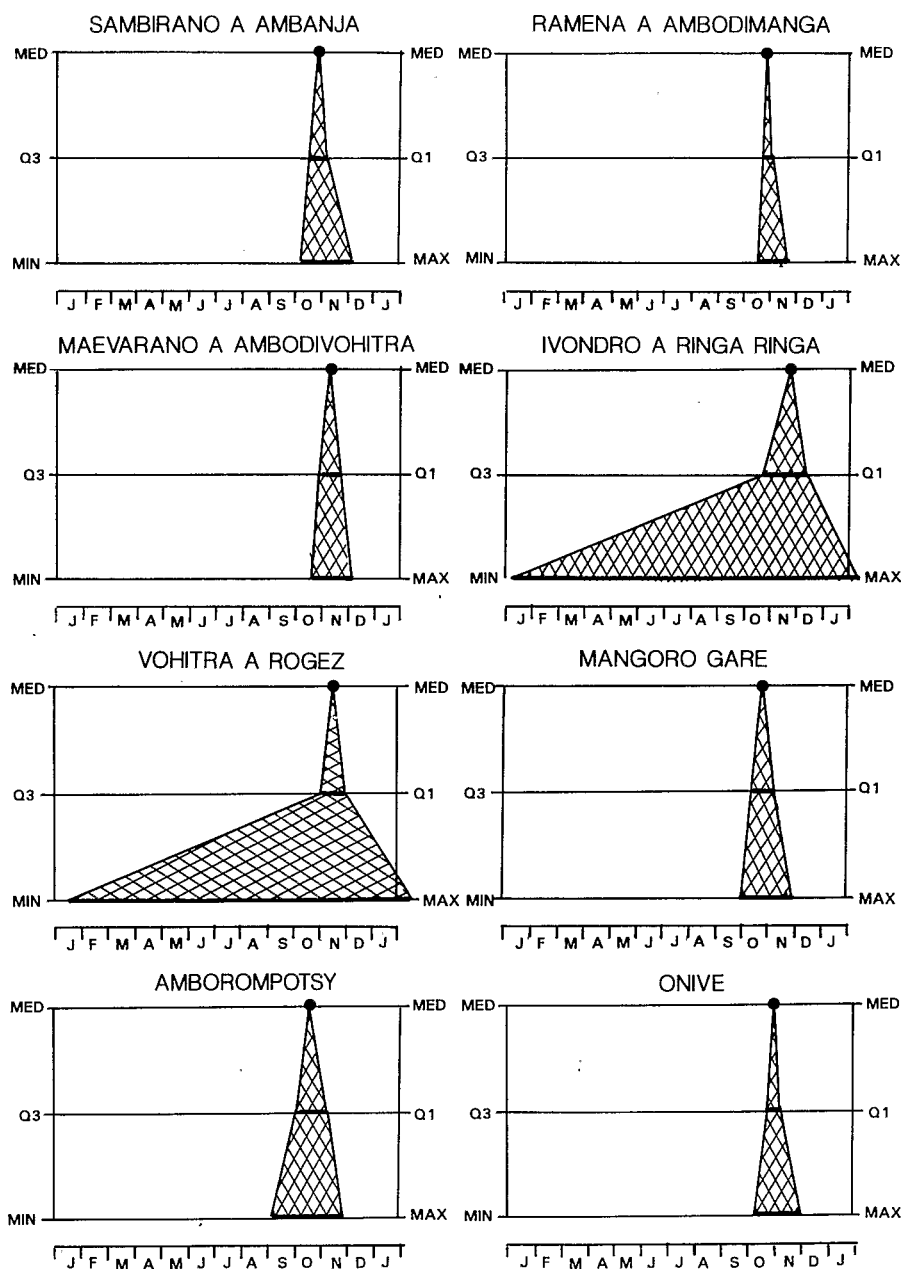 SAMBIRANO A AMBANJA
MED MED
Q3 Q1
MIN MAX
J F M A M J J A S O N D J
RAMENA A AMBODIMANGA
MED MED
Q3 Q1
MIN MAX
J F M A M J J A S O N D J
MAEVARANO A AMBODIVOHITRA
MED MED
Q3 Q1
MIN MAX
J F M A M J J A S O N D J
IVONDRO A RINGA RINGA
MED MED
Q3 Q1
MIN MAX
J F M A M J J A S O N D J
VOHITRA A ROGEZ
MED MED
Q3 Q1
MIN MAX
J F M A M J J A S O N D J
MANGORO GARE
MED MED
Q3 Q1
MIN MAX
J F M A M J J A S O N D J
AMBOROMPOTSY
MED MED
Q3 Q1
MIN MAX
J F M A M J J A S O N D J
ONIVE
MED MED
Q3 Q1
MIN MAX
J F M A M J J A S O N D J